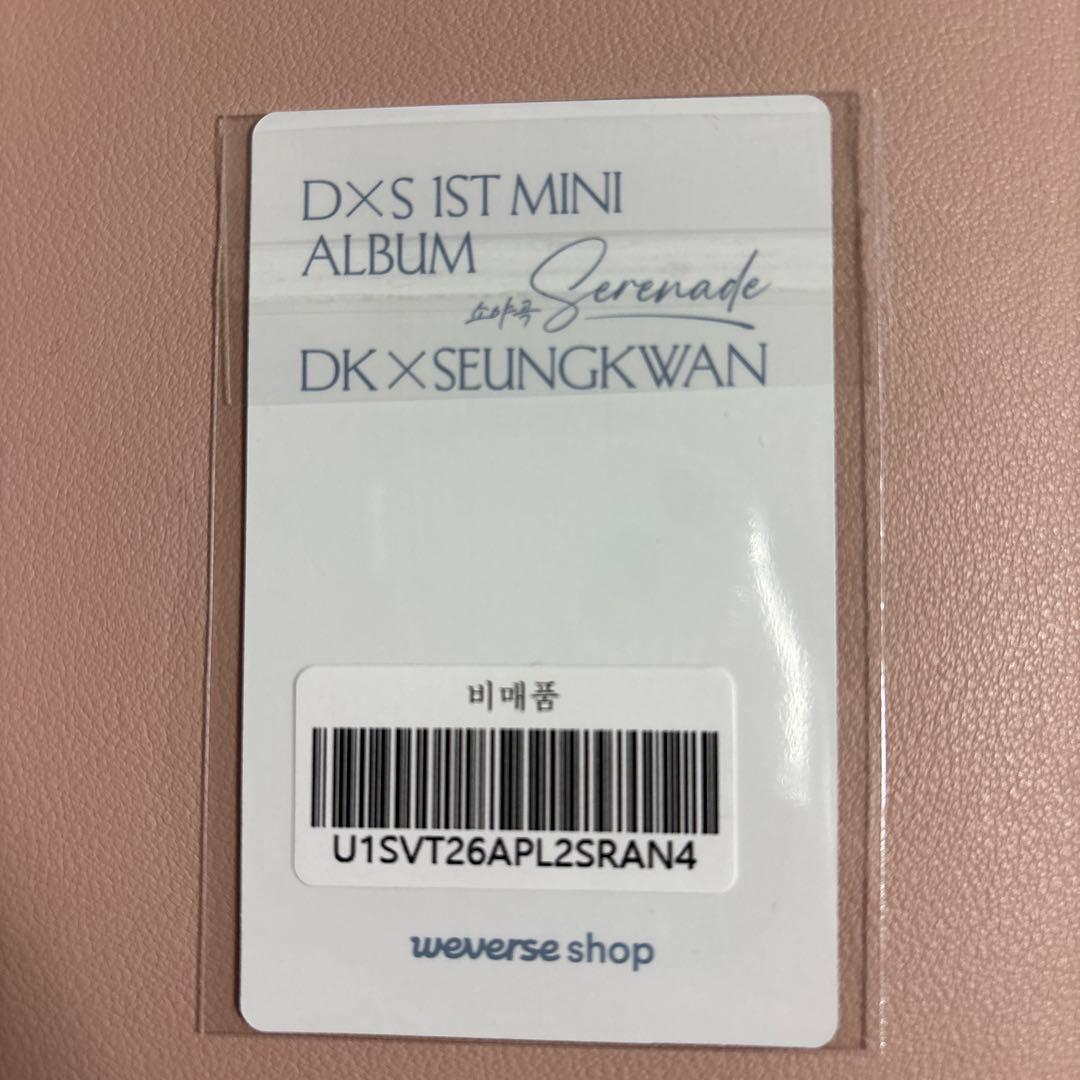 D×S 1ST MINI
ALBUM
소야곡 Serenade
DK×SEUNGKWAN
비매품
U1SVT26APL2SRAN4
weverse shop